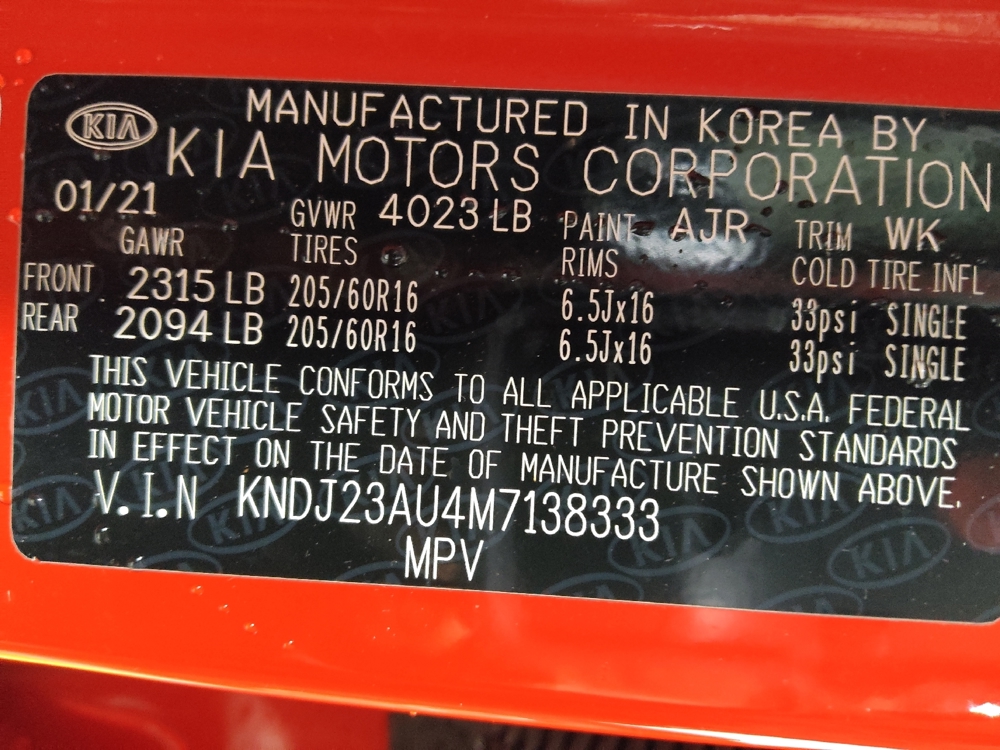 KIA MANUFACTURED IN KOREA BY
KIA MOTORS CORPORATION
01/21 GVWR 4023 LB PAINT AJR TRIM WK
GAWR TIRES RIMS COLD TIRE INFL
FRONT 2315 LB 205/60R16 6.5Jx16 33psi SINGLE
REAR 2094 LB 205/60R16 6.5Jx16 33psi SINGLE
THIS VEHICLE CONFORMS TO ALL APPLICABLE U.S.A. FEDERAL
MOTOR VEHICLE SAFETY AND THEFT PREVENTION STANDARDS
IN EFFECT ON THE DATE OF MANUFACTURE SHOWN ABOVE.
V.I.N KNDJ23AU4M7138333
MPV